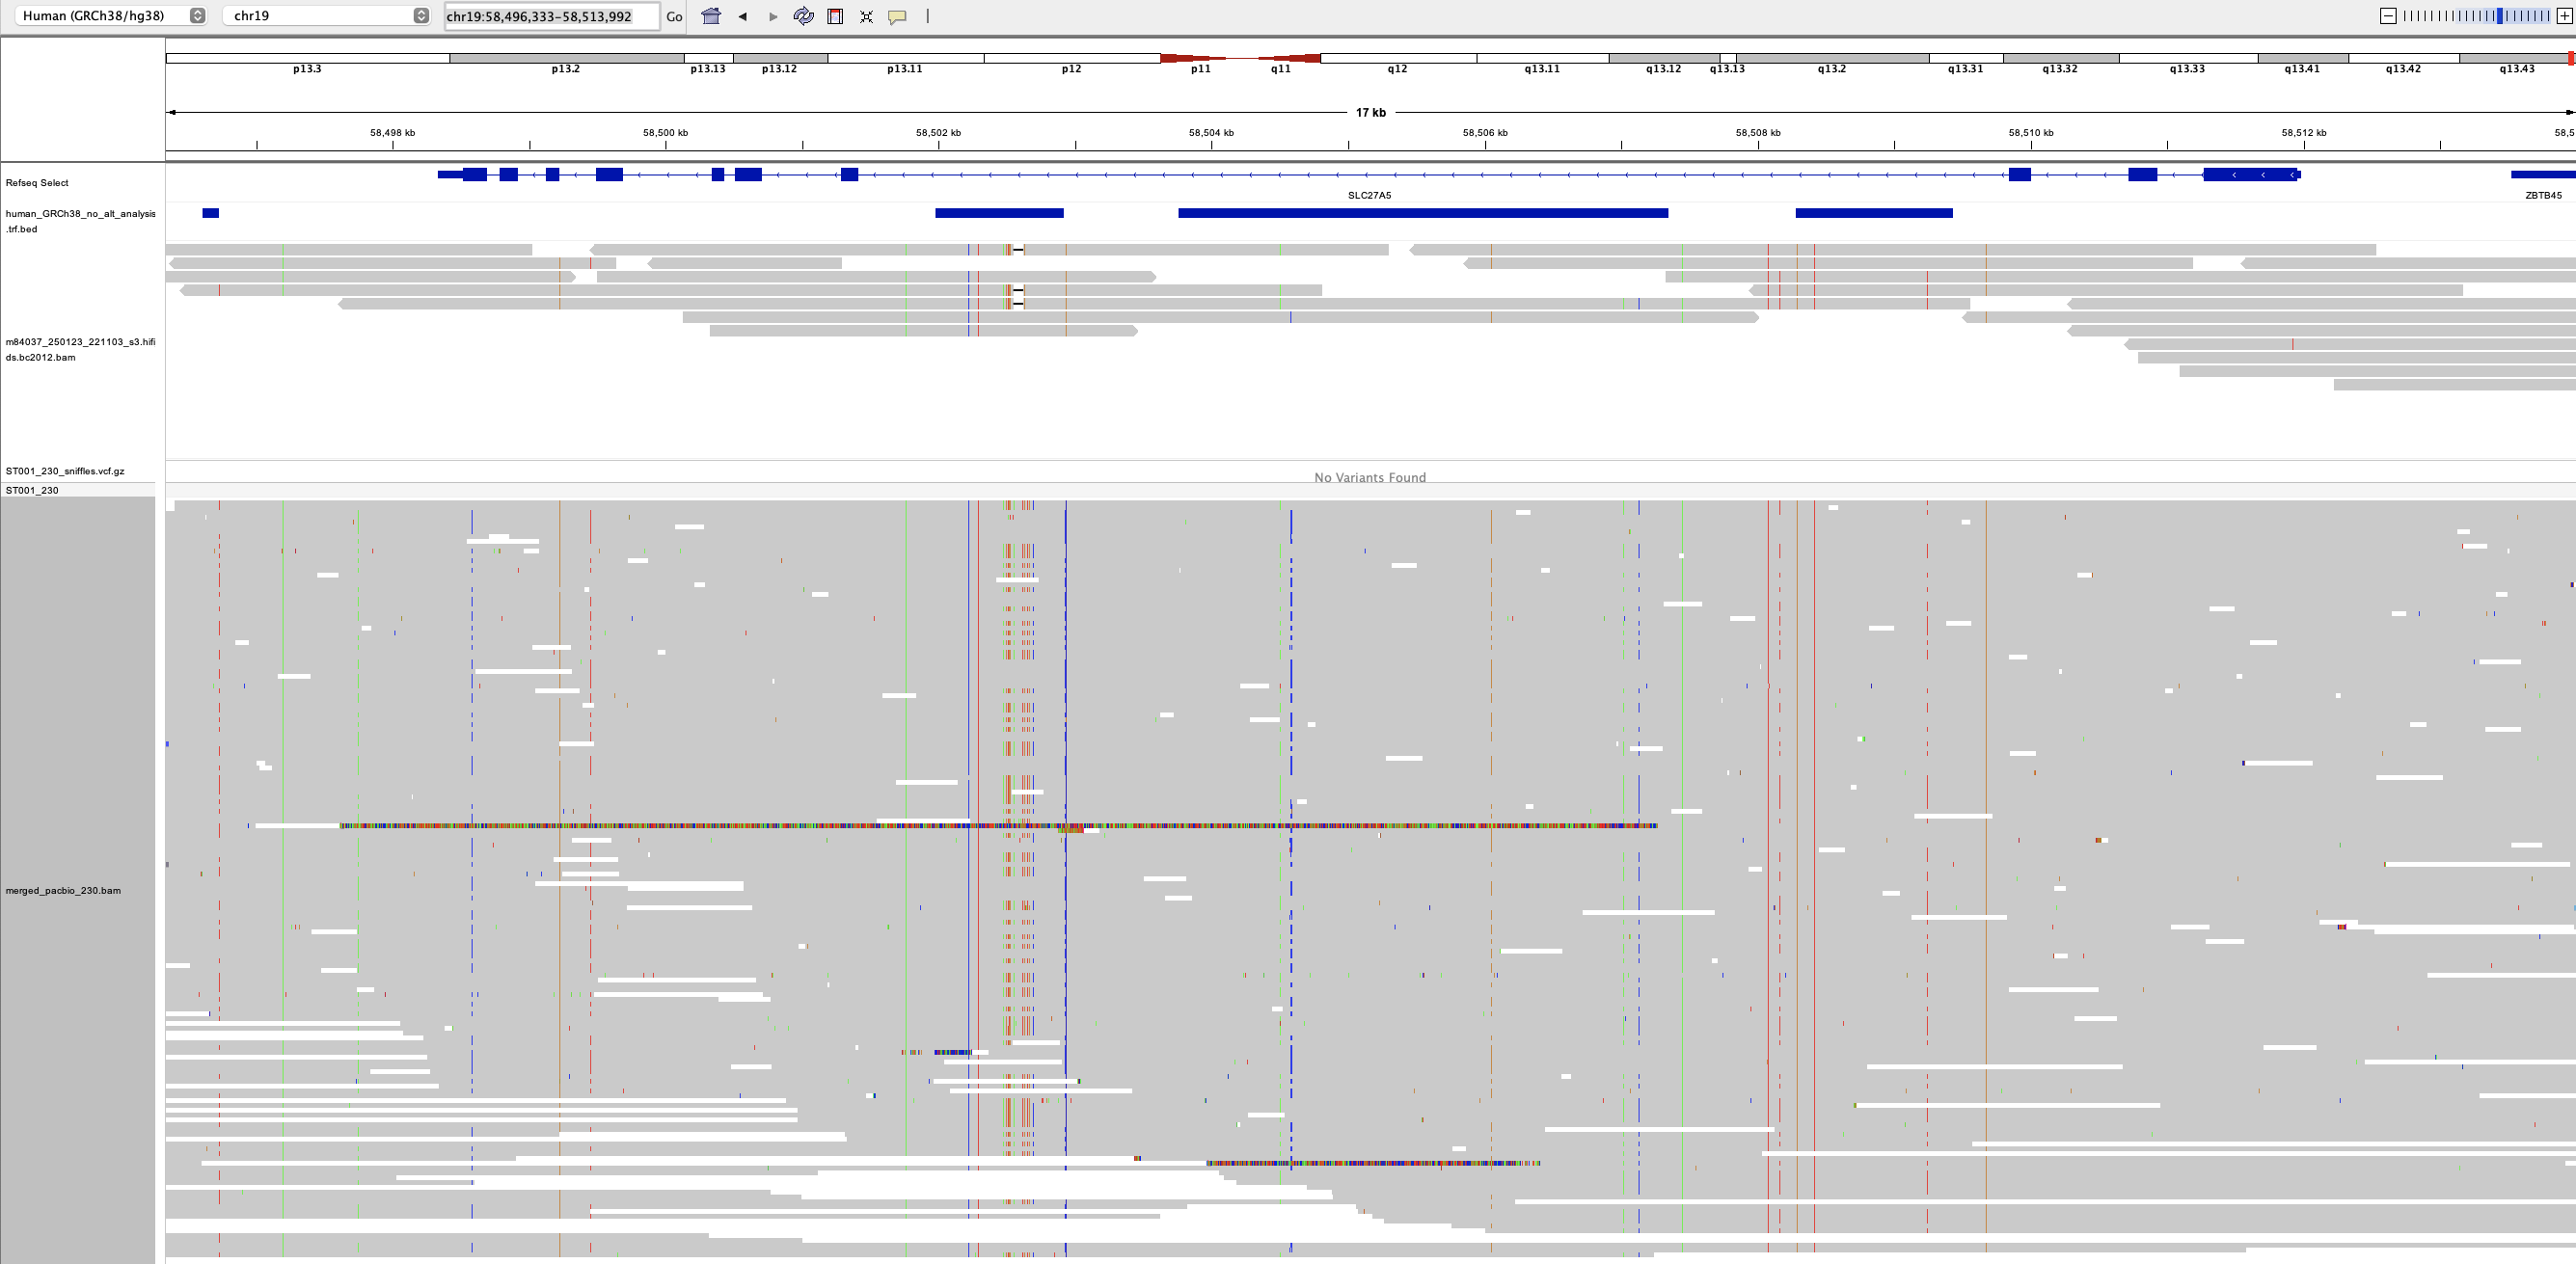 Human (GRCh38/hg38) chr19 chr19:58,496,333-58,513,992 Go
p13.3 p13.2 p13.13 p13.12 p13.11 p12 p11 q11 q12 q13.11 q13.12 q13.13 q13.2 q13.31 q13.32 q13.33 q13.41 q13.42 q13.43
17 kb
58,498 kb 58,500 kb 58,502 kb 58,504 kb 58,506 kb 58,508 kb 58,510 kb 58,512 kb 58,5
Refseq Select
SLC27A5 ZBTB45
human_GRCh38_no_alt_analysis
.trf.bed
m84037_250123_221103_s3.hifi
ds.bc2012.bam
ST001_230_sniffles.vcf.gz
No Variants Found
ST001_230
merged_pacbio_230.bam